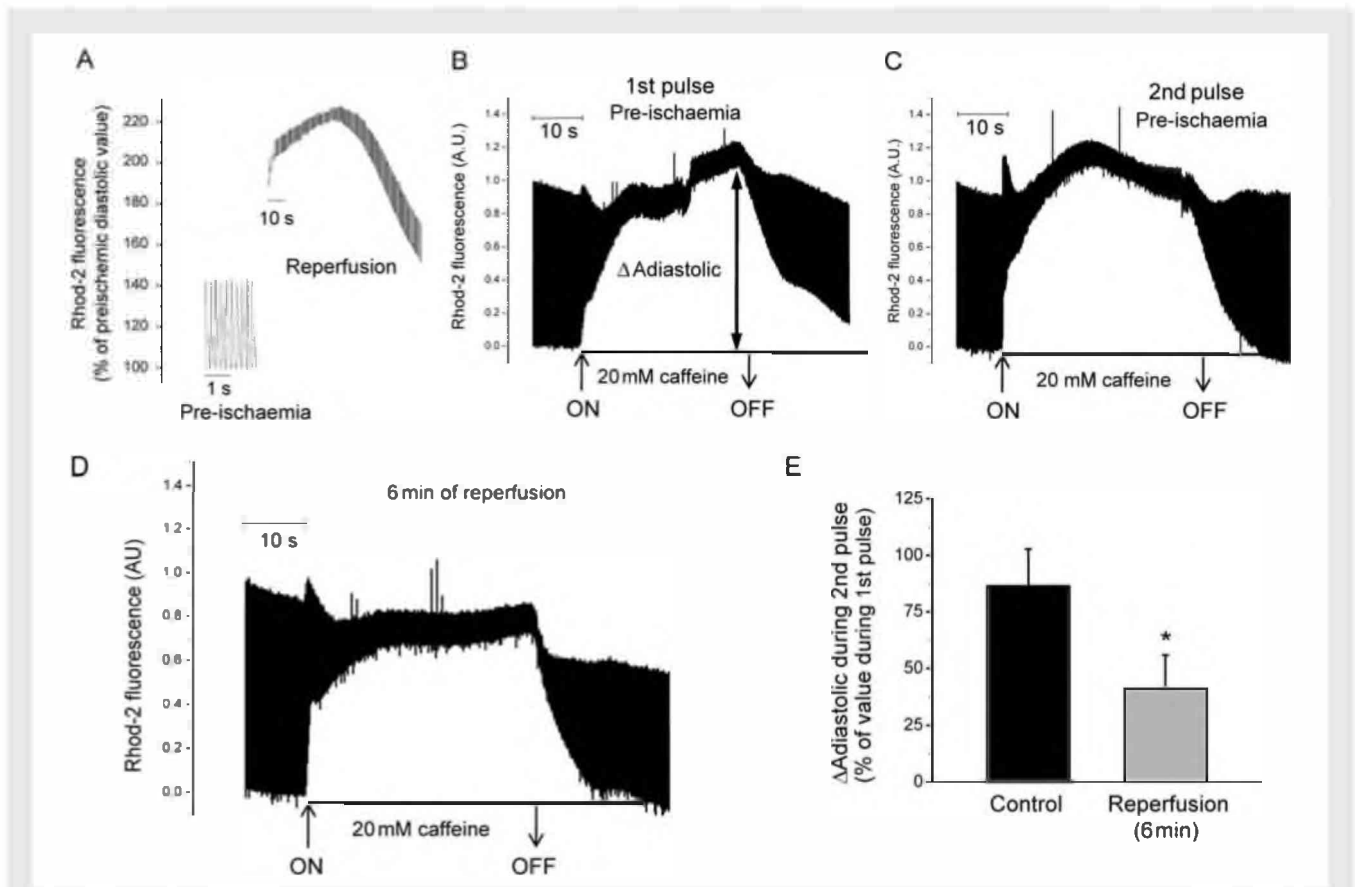 A
Rhod-2 fluorescence
(% of preischemic diastolic value)
220
200
180
160
140
120
100
10 s
Reperfusion
1 s
Pre-ischaemia
B
1st pulse
Pre-ischaemia
10 s
Rhod-2 fluorescence (A.U.)
1.4
1.2
1.0
0.8
0.6
0.4
0.2
0.0
ΔAdiastolic
20 mM caffeine
ON
OFF
C
2nd pulse
Pre-ischaemia
10 s
Rhod-2 fluorescence (A.U.)
1.4
1.2
1.0
0.8
0.6
0.4
0.2
0.0
20 mM caffeine
ON
OFF
D
6 min of reperfusion
10 s
Rhod-2 fluorescence (AU)
1.4
1.2
1.0
0.8
0.6
0.4
0.2
0.0
20 mM caffeine
ON
OFF
E
ΔAdiastolic during 2nd pulse
(% of value during 1st pulse)
125
100
75
50
25
0
*
Control
Reperfusion
(6 min)